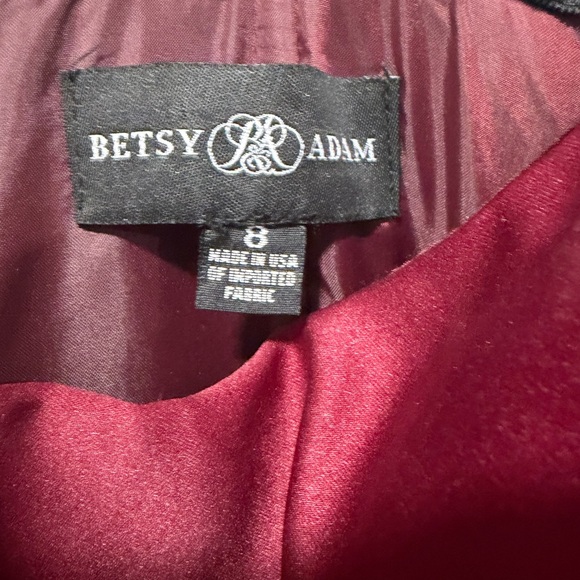 BETSY ADAM
8
MADE IN USA
OF IMPORTED
FABRIC